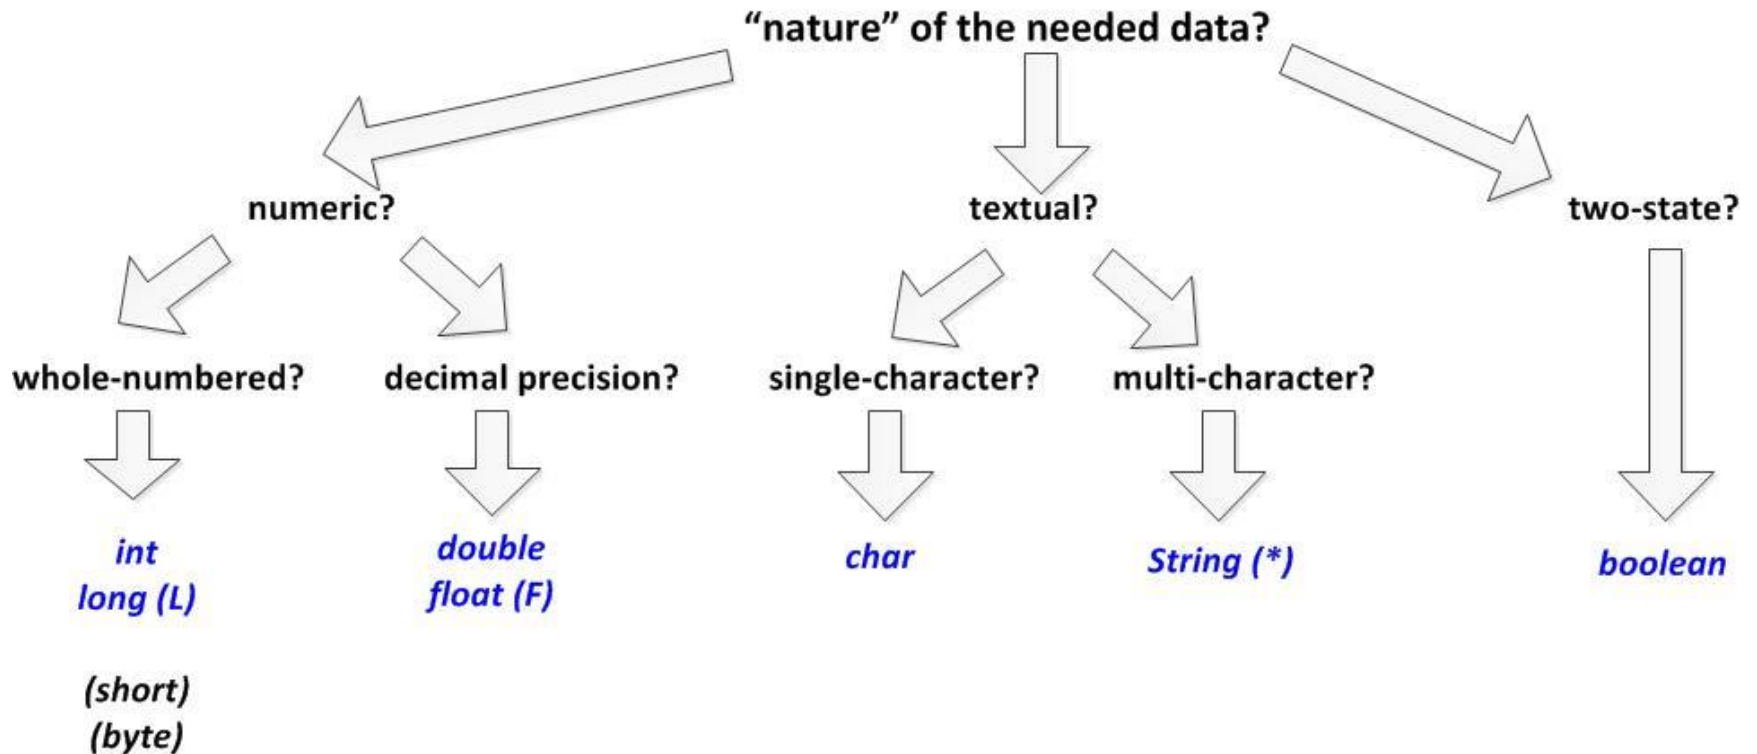 “nature” of the needed data?
numeric?
textual?
two-state?
whole-numbered?
decimal precision?
single-character?
multi-character?
int
long (L)
double
float (F)
char
String (*)
boolean
(short)
(byte)